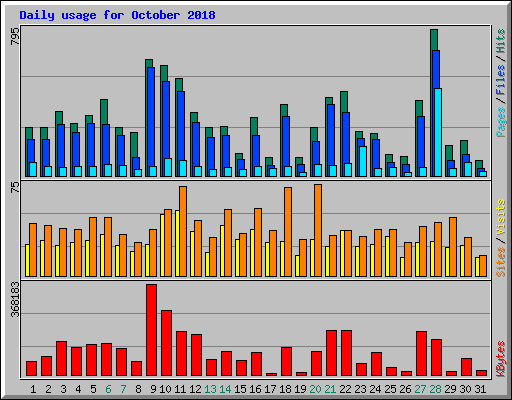 Daily usage for October 2018
795
Pages / Files / Hits
75
Sites / Visits
368183
KBytes
1 2 3 4 5 6 7 8 9 10 11 12 13 14 15 16 17 18 19 20 21 22 23 24 25 26 27 28 29 30 31